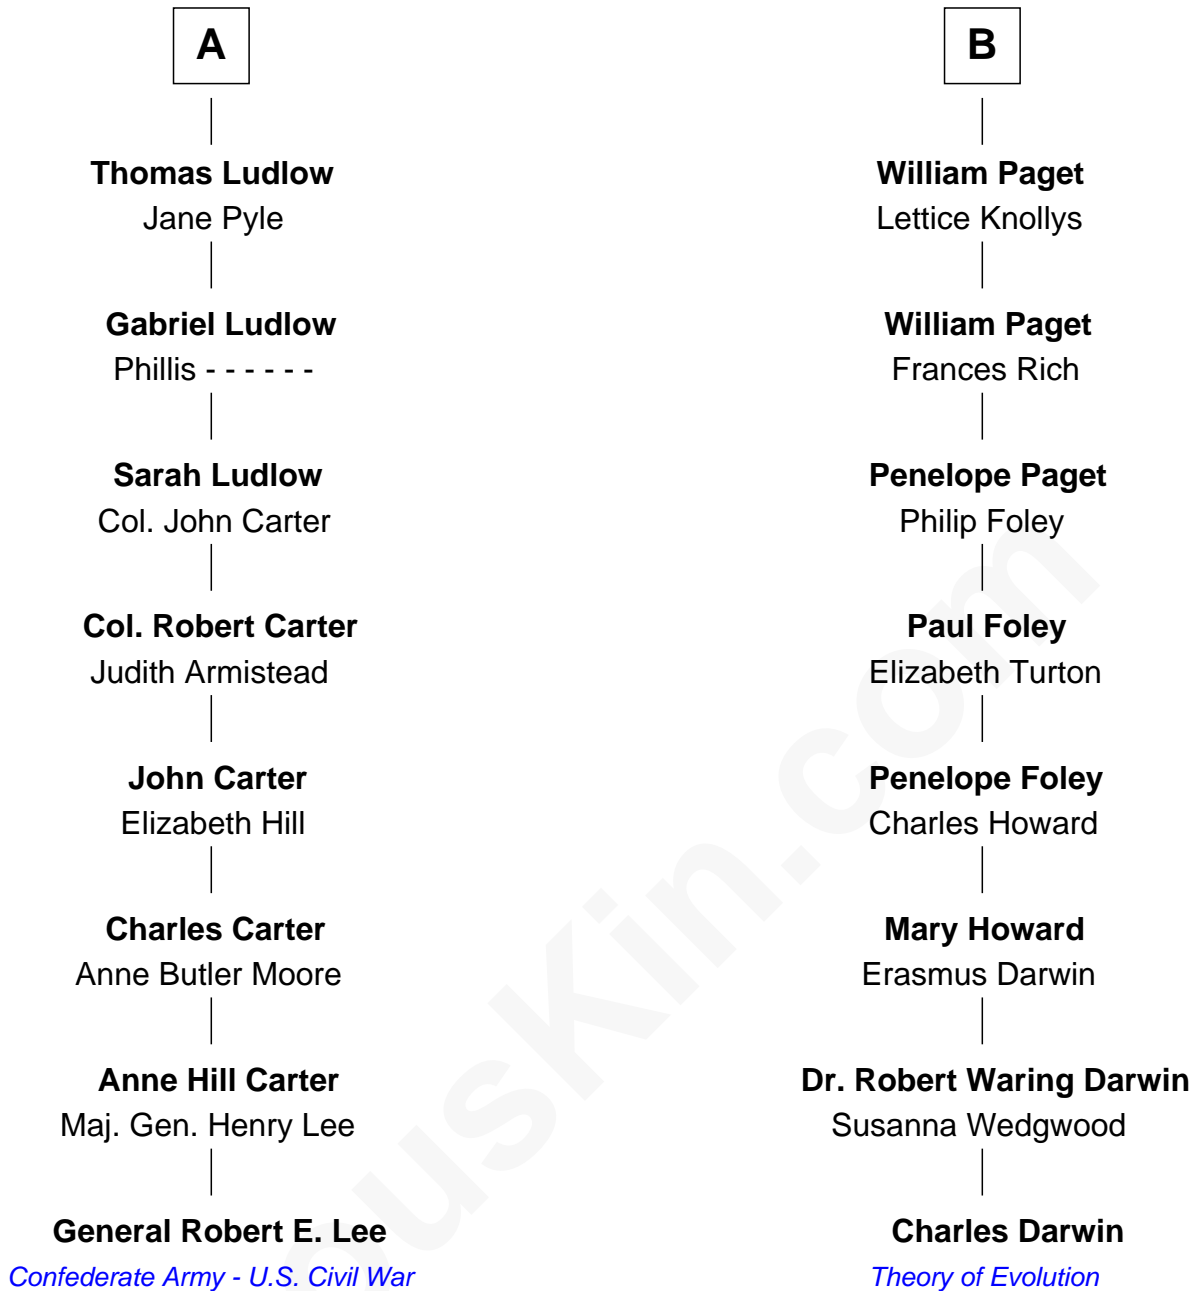 A
B
Thomas Ludlow
Jane Pyle
William Paget
Lettice Knollys
Gabriel Ludlow
Phillis - - - - - -
William Paget
Frances Rich
Sarah Ludlow
Col. John Carter
Penelope Paget
Philip Foley
Col. Robert Carter
Judith Armistead
Paul Foley
Elizabeth Turton
John Carter
Elizabeth Hill
Penelope Foley
Charles Howard
Charles Carter
Anne Butler Moore
Mary Howard
Erasmus Darwin
Anne Hill Carter
Maj. Gen. Henry Lee
Dr. Robert Waring Darwin
Susanna Wedgwood
General Robert E. Lee
Confederate Army - U.S. Civil War
Charles Darwin
Theory of Evolution
ousKin.com